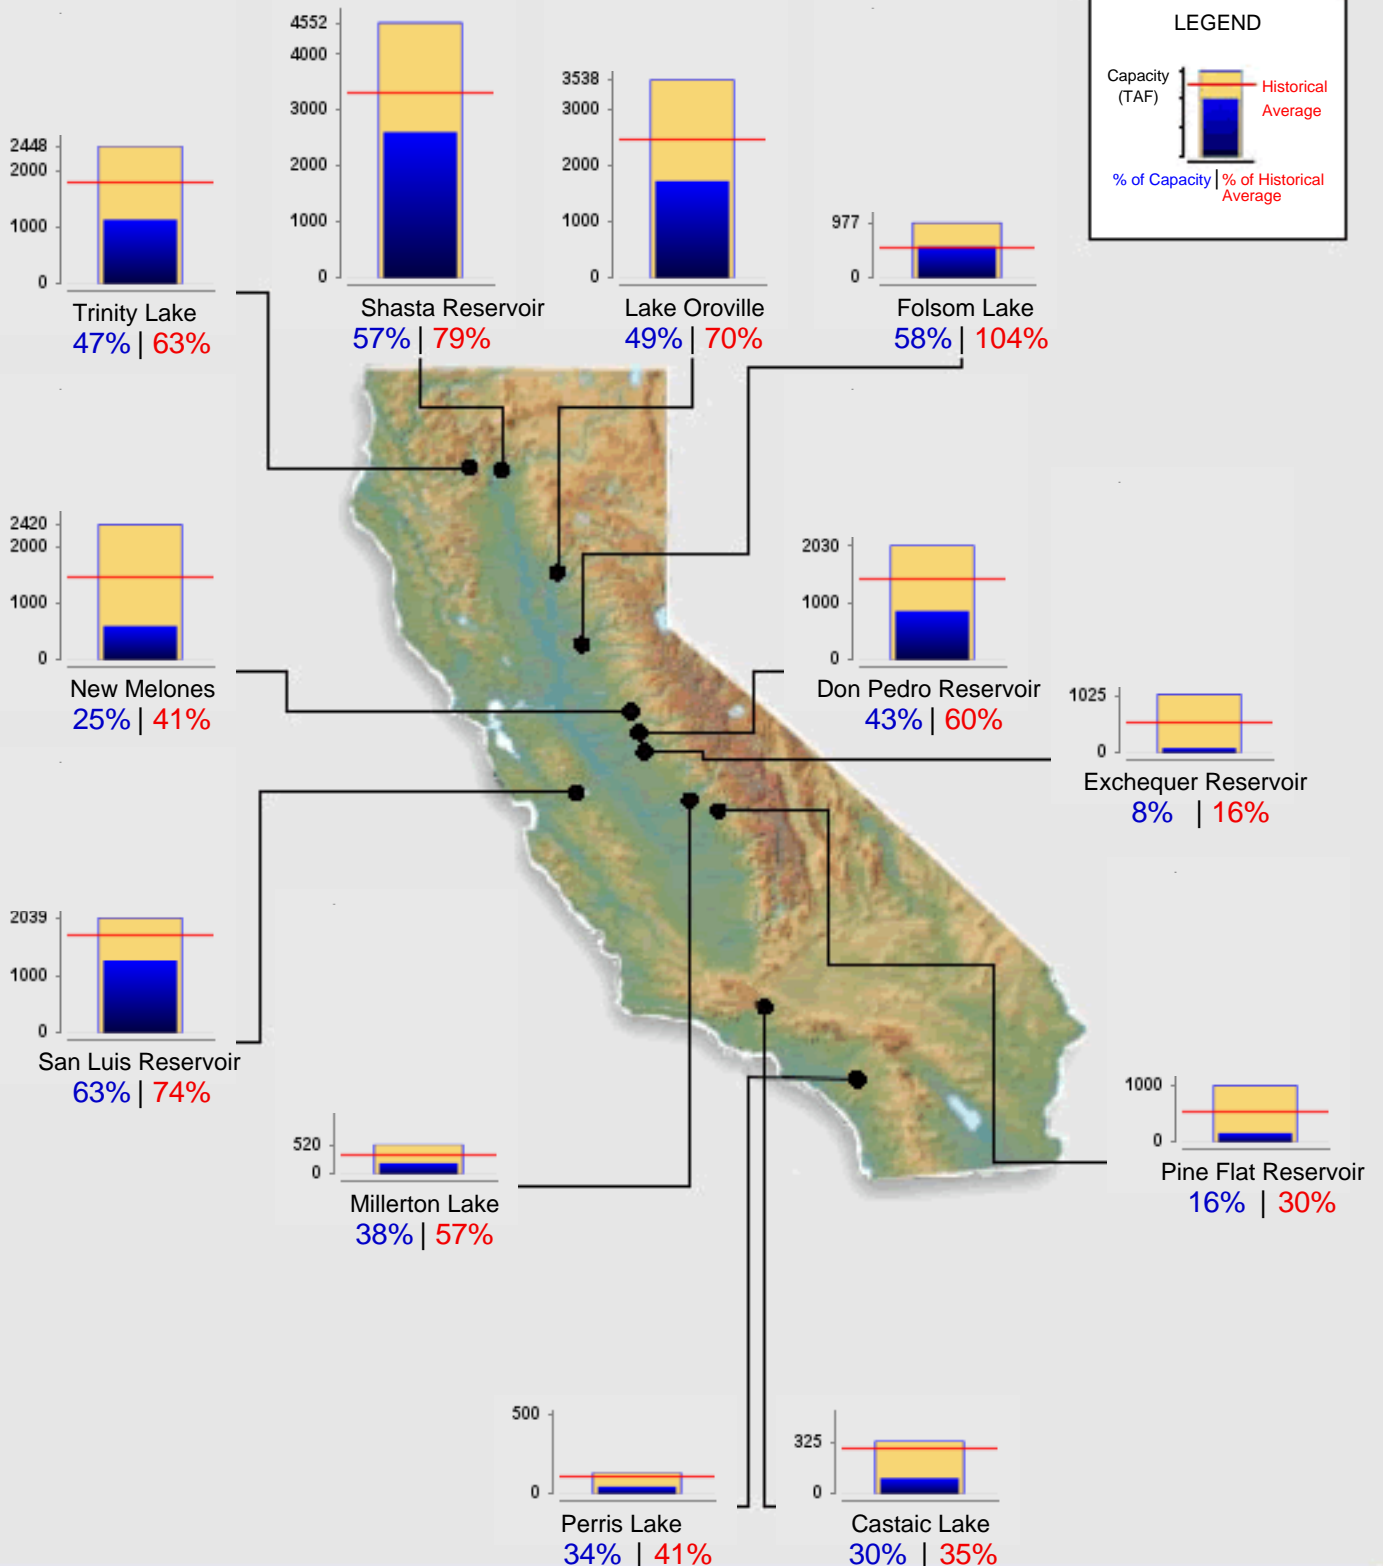 LEGEND
Capacity
(TAF)
Historical
Average
% of Capacity | % of Historical
Average
4552
4000
3000
2000
1000
0
Shasta Reservoir
57% | 79%
3538
3000
2000
1000
0
Lake Oroville
49% | 70%
2448
2000
1000
0
Trinity Lake
47% | 63%
977
0
Folsom Lake
58% | 104%
2420
2000
1000
0
New Melones
25% | 41%
2030
1000
0
Don Pedro Reservoir
43% | 60%
1025
0
Exchequer Reservoir
8% | 16%
2039
1000
0
San Luis Reservoir
63% | 74%
520
0
Millerton Lake
38% | 57%
1000
0
Pine Flat Reservoir
16% | 30%
500
0
Perris Lake
34% | 41%
325
0
Castaic Lake
30% | 35%